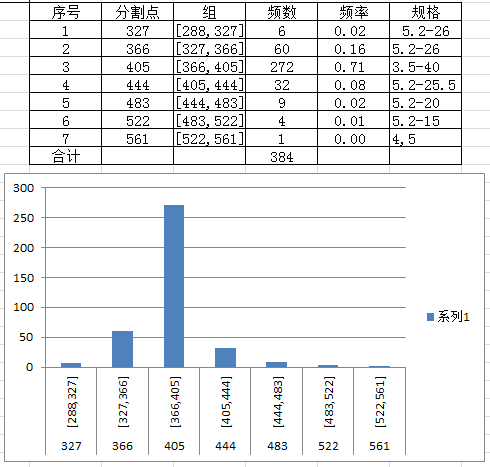 序号 分割点 组 频数 频率 规格
1 327 [288,327] 6 0.02 5.2-26
2 366 [327,366] 60 0.16 5.2-26
3 405 [366,405] 272 0.71 3.5-40
4 444 [405,444] 32 0.08 5.2-25.5
5 483 [444,483] 9 0.02 5.2-20
6 522 [483,522] 4 0.01 5.2-15
7 561 [522,561] 1 0.00 4,5
合计 384
300
250
200
150
100
50
0
系列1
[288,327] [327,366] [366,405] [405,444] [444,483] [483,522] [522,561]
327 366 405 444 483 522 561